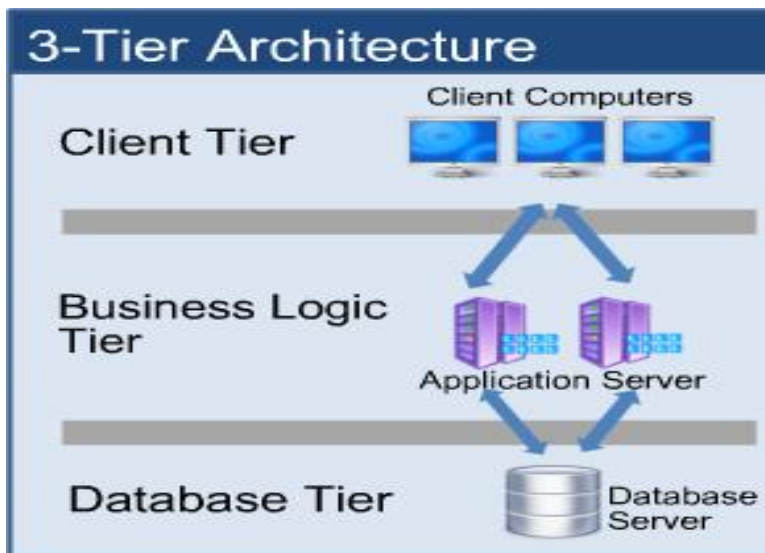 3-Tier Architecture
Client Computers
Client Tier
Business Logic
Tier
Application Server
Database Tier
Database
Server